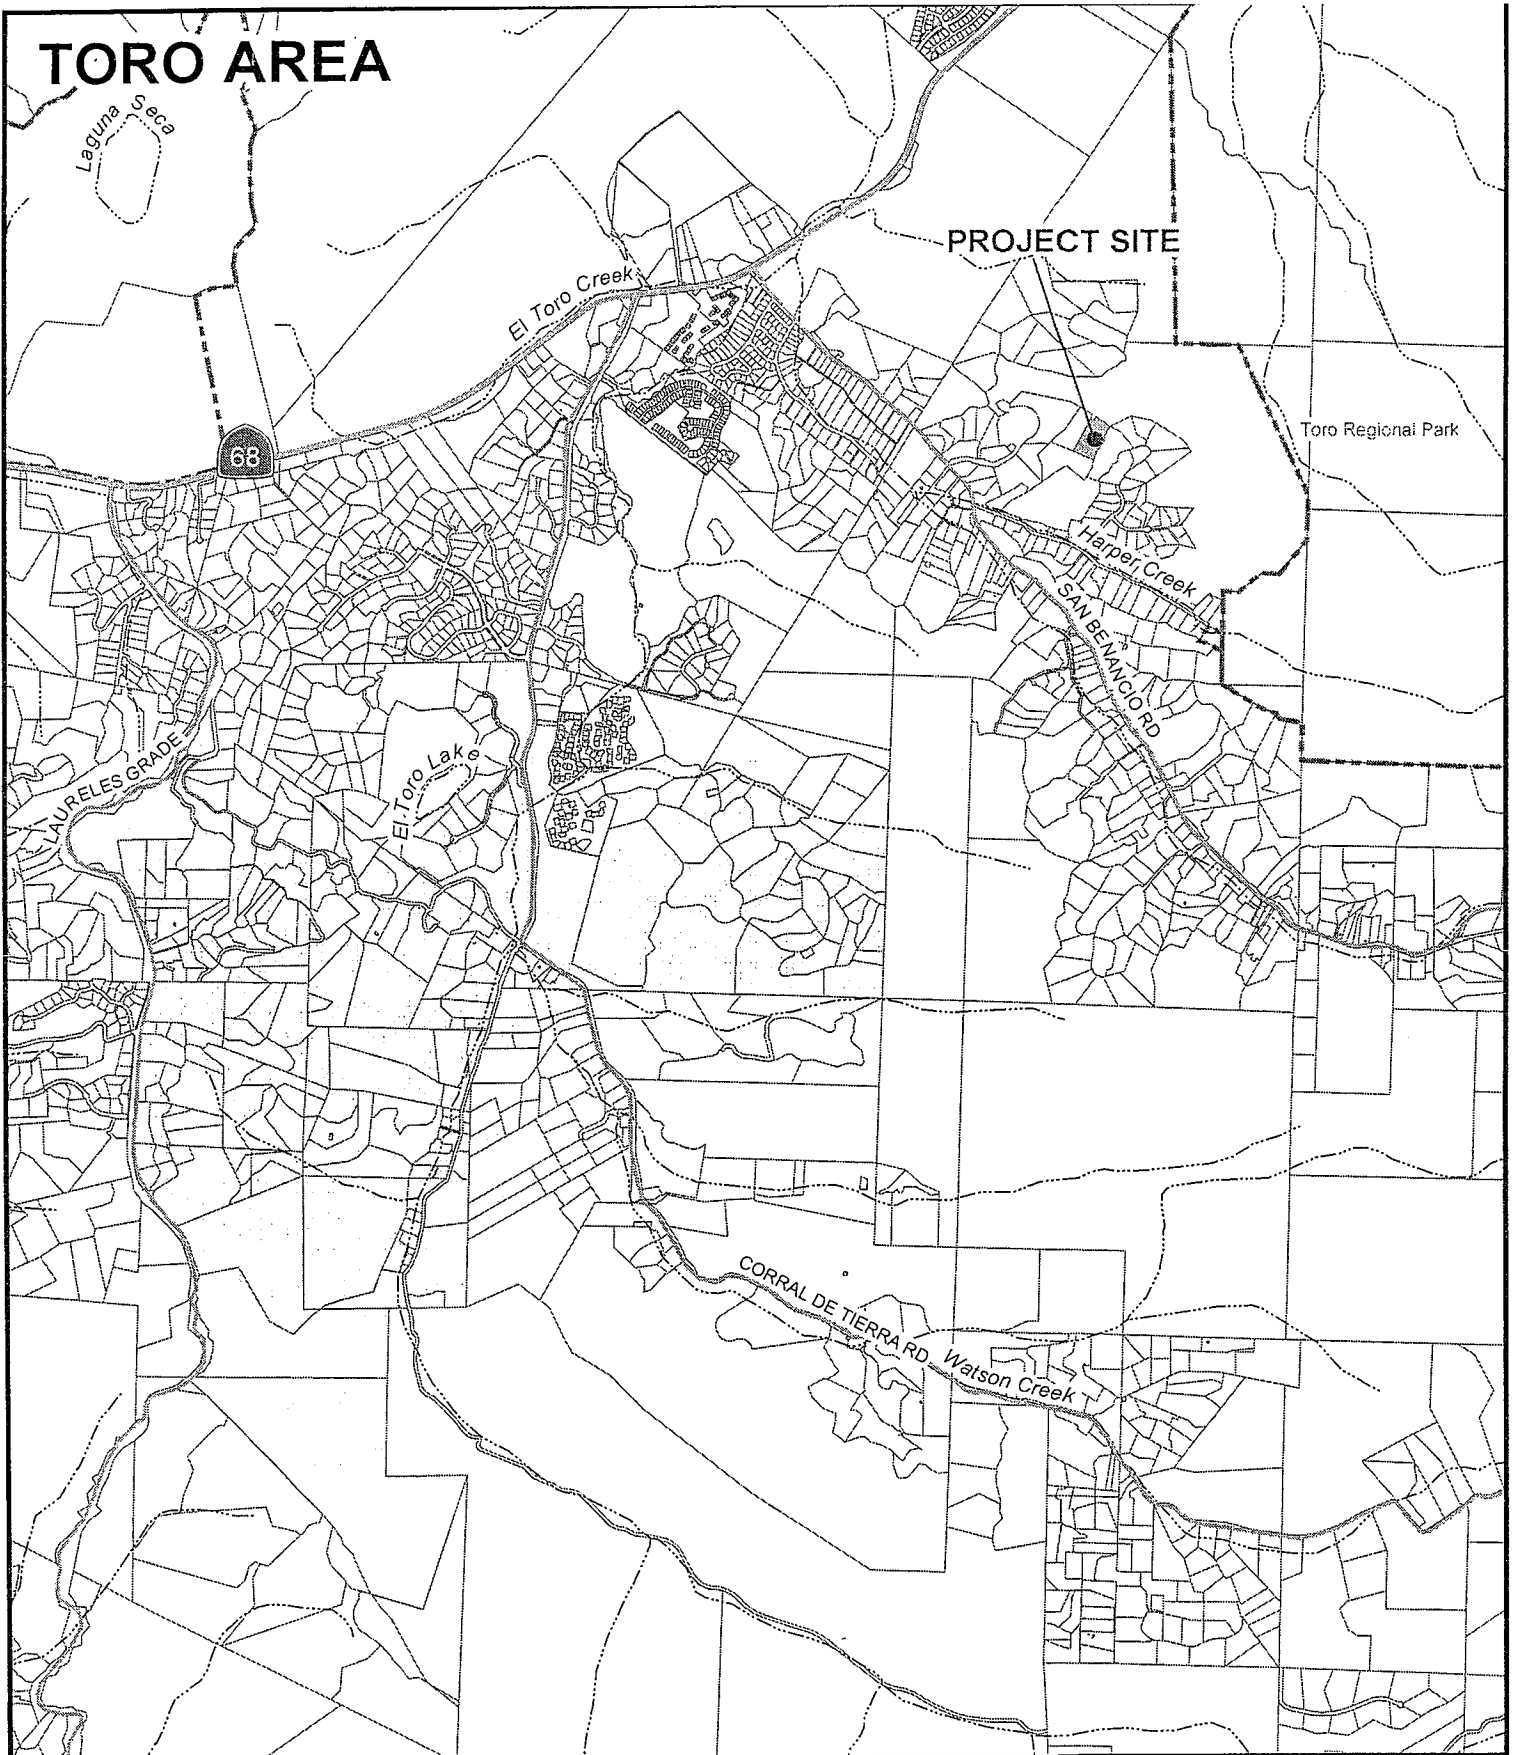 TORO AREA
Laguna Seca
PROJECT SITE
El Toro Creek
68
Toro Regional Park
Harper Creek
SAN BENANCIO RD
LAURELES GRADE
El Toro Lake
CORRAL DE TIERRA RD
Watson Creek